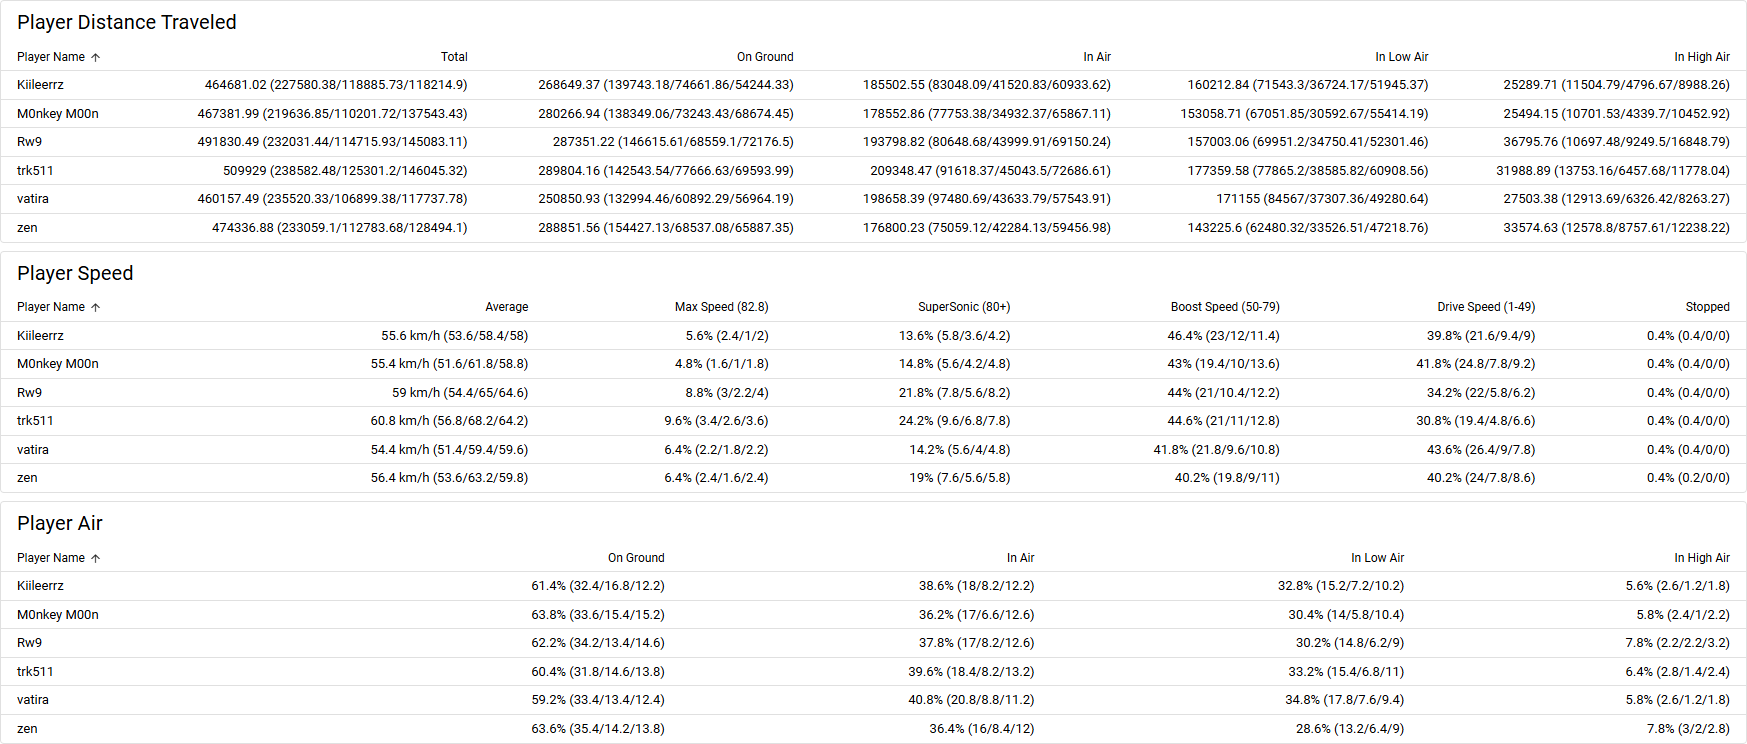 Player Distance Traveled
Player Name ↑ Total On Ground In Air In Low Air In High Air
Kiileerrz 464681.02 (227580.38/118885.73/118214.9) 268649.37 (139743.18/74661.86/54244.33) 185502.55 (83048.09/41520.83/60933.62) 160212.84 (71543.3/36724.17/51945.37) 25289.71 (11504.79/4796.67/8988.26)
M0nkey M00n 467381.99 (219636.85/110201.72/137543.43) 280266.94 (138349.06/73243.43/68674.45) 178552.86 (77753.38/34932.37/65867.11) 153058.71 (67051.85/30592.67/55414.19) 25494.15 (10701.53/4339.7/10452.92)
Rw9 491830.49 (232031.44/114715.93/145083.11) 287351.22 (146615.61/68559.1/72176.5) 193798.82 (80648.68/43999.91/69150.24) 157003.06 (69951.2/34750.41/52301.46) 36795.76 (10697.48/9249.5/16848.79)
trk511 509929 (238582.48/125301.2/146045.32) 289804.16 (142543.54/77666.63/69593.99) 209348.47 (91618.37/45043.5/72686.61) 177359.58 (77865.2/38585.82/60908.56) 31988.89 (13753.16/6457.68/11778.04)
vatira 460157.49 (235520.33/106899.38/117737.78) 250850.93 (132994.46/60892.29/56964.19) 198658.39 (97480.69/43633.79/57543.91) 171155 (84567/37307.36/49280.64) 27503.38 (12913.69/6326.42/8263.27)
zen 474336.88 (233059.1/112783.68/128494.1) 288851.56 (154427.13/68537.08/65887.35) 176800.23 (75059.12/42284.13/59456.98) 143225.6 (62480.32/33526.51/47218.76) 33574.63 (12578.8/8757.61/12238.22)
Player Speed
Player Name ↑ Average Max Speed (82.8) SuperSonic (80+) Boost Speed (50-79) Drive Speed (1-49) Stopped
Kiileerrz 55.6 km/h (53.6/58.4/58) 5.6% (2.4/1/2) 13.6% (5.8/3.6/4.2) 46.4% (23/12/11.4) 39.8% (21.6/9.4/9) 0.4% (0.4/0/0)
M0nkey M00n 55.4 km/h (51.6/61.8/58.8) 4.8% (1.6/1/1.8) 14.8% (5.6/4.2/4.8) 43% (19.4/10/13.6) 41.8% (24.8/7.8/9.2) 0.4% (0.4/0/0)
Rw9 59 km/h (54.4/65/64.6) 8.8% (3/2.2/4) 21.8% (7.8/5.6/8.2) 44% (21/10.4/12.2) 34.2% (22/5.8/6.2) 0.4% (0.4/0/0)
trk511 60.8 km/h (56.8/68.2/64.2) 9.6% (3.4/2.6/3.6) 24.2% (9.6/6.8/7.8) 44.6% (21/11/12.8) 30.8% (19.4/4.8/6.6) 0.4% (0.4/0/0)
vatira 54.4 km/h (51.4/59.4/59.6) 6.4% (2.2/1.8/2.2) 14.2% (5.6/4/4.8) 41.8% (21.8/9.6/10.8) 43.6% (26.4/9/7.8) 0.4% (0.4/0/0)
zen 56.4 km/h (53.6/63.2/59.8) 6.4% (2.4/1.6/2.4) 19% (7.6/5.6/5.8) 40.2% (19.8/9/11) 40.2% (24/7.8/8.6) 0.4% (0.2/0/0)
Player Air
Player Name ↑ On Ground In Air In Low Air In High Air
Kiileerrz 61.4% (32.4/16.8/12.2) 38.6% (18/8.2/12.2) 32.8% (15.2/7.2/10.2) 5.6% (2.6/1.2/1.8)
M0nkey M00n 63.8% (33.6/15.4/15.2) 36.2% (17/6.6/12.6) 30.4% (14/5.8/10.4) 5.8% (2.4/1/2.2)
Rw9 62.2% (34.2/13.4/14.6) 37.8% (17/8.2/12.6) 30.2% (14.8/6.2/9) 7.8% (2.2/2.2/3.2)
trk511 60.4% (31.8/14.6/13.8) 39.6% (18.4/8.2/13.2) 33.2% (15.4/6.8/11) 6.4% (2.8/1.4/2.4)
vatira 59.2% (33.4/13.4/12.4) 40.8% (20.8/8.8/11.2) 34.8% (17.8/7.6/9.4) 5.8% (2.6/1.2/1.8)
zen 63.6% (35.4/14.2/13.8) 36.4% (16/8.4/12) 28.6% (13.2/6.4/9) 7.8% (3/2/2.8)